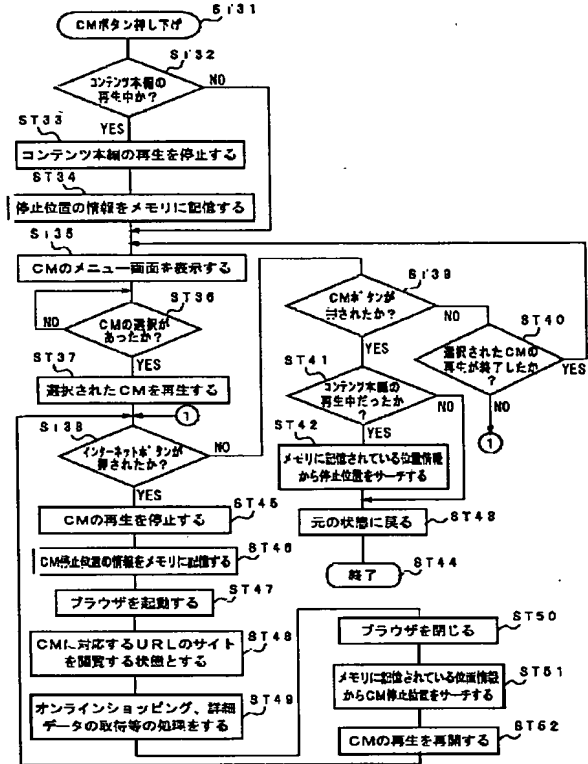 ST31
CMボタン押し下げ
ST32
コンテンツ本編の
再生中か?
NO
YES
ST33
コンテンツ本編の再生を停止する
ST34
停止位置の情報をメモリに記憶する
ST35
CMのメニュー画面を表示する
ST36
CMの選択が
あったか?
NO
YES
ST37
選択されたCMを再生する
1
ST38
インターネットボタンが
押されたか?
NO
YES
ST45
CMの再生を停止する
ST46
CM停止位置の情報をメモリに記憶する
ST47
ブラウザを起動する
ST48
CMに対応するURLのサイト
を閲覧する状態とする
ST49
オンラインショッピング、詳細
データの取得等の処理をする
ST39
CMボタンが
押されたか?
NO
YES
ST40
選択されたCMの
再生が終了したか
?
YES
NO
1
ST41
コンテンツ本編の
再生中だったか
?
NO
YES
ST42
メモリに記憶されている位置情報
から停止位置をサーチする
ST43
元の状態に戻る
ST44
終了
ST50
ブラウザを閉じる
ST51
メモリに記憶されている位置情報
からCM停止位置をサーチする
ST52
CMの再生を再開する